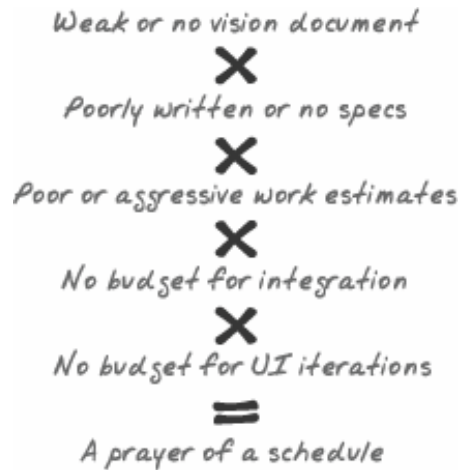 Weak or no vision document
X
Poorly written or no specs
X
Poor or aggressive work estimates
X
No budget for integration
X
No budget for UI iterations
=
A prayer of a schedule